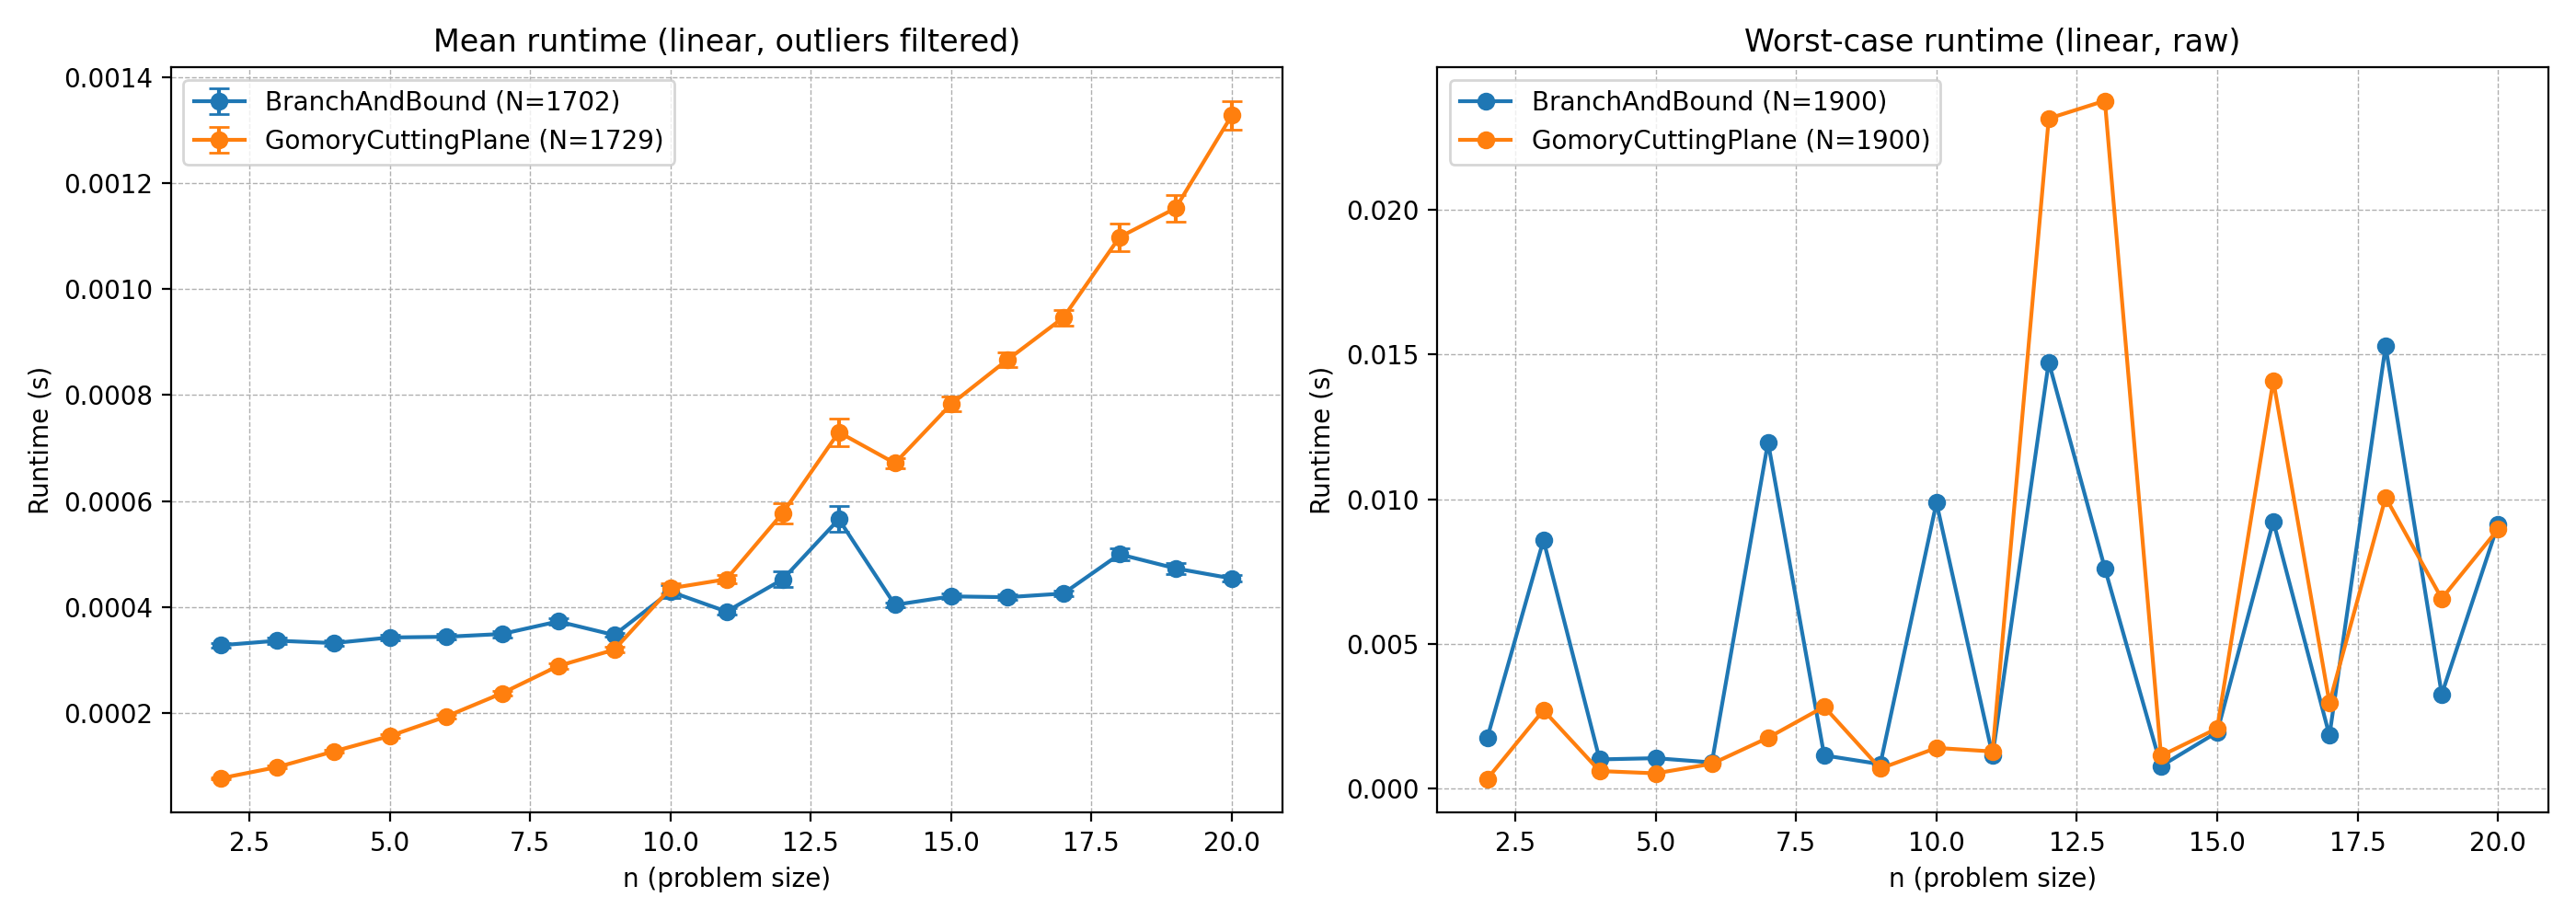 Mean runtime (linear, outliers filtered)
BranchAndBound (N=1702)
GomoryCuttingPlane (N=1729)
0.0014
0.0012
0.0010
0.0008
0.0006
0.0004
0.0002
Runtime (s)
2.5 5.0 7.5 10.0 12.5 15.0 17.5 20.0
n (problem size)
Worst-case runtime (linear, raw)
BranchAndBound (N=1900)
GomoryCuttingPlane (N=1900)
0.020
0.015
0.010
0.005
0.000
Runtime (s)
2.5 5.0 7.5 10.0 12.5 15.0 17.5 20.0
n (problem size)